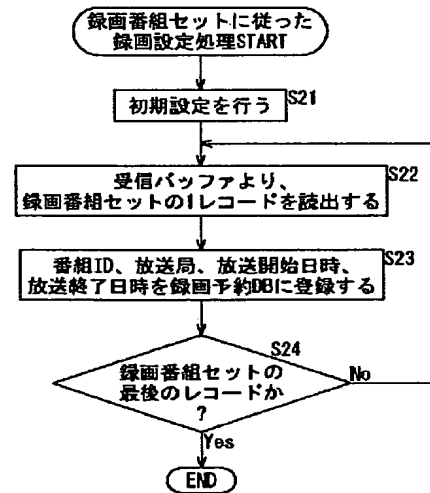 録画番組セットに従った
録画設定処理START
初期設定を行う
S21
受信バッファより、
録画番組セットの1レコードを読出する
S22
番組ID、放送局、放送開始日時、
放送終了日時を録画予約DBに登録する
S23
S24
録画番組セットの
最後のレコードか
?
No
Yes
END